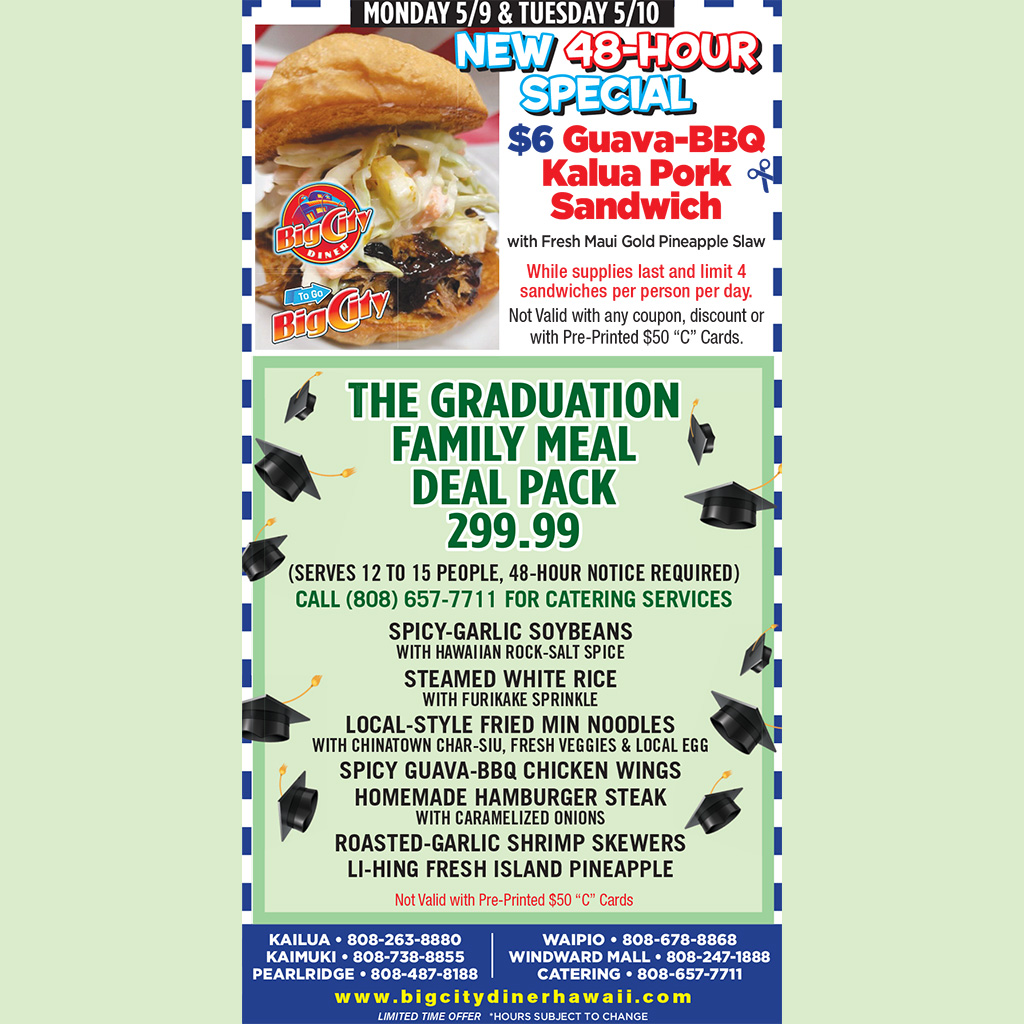 MONDAY 5/9 & TUESDAY 5/10
NEW 48-HOUR
SPECIAL
$6 Guava-BBQ
Kalua Pork
Sandwich
with Fresh Maui Gold Pineapple Slaw
While supplies last and limit 4
sandwiches per person per day.
Not Valid with any coupon, discount or
with Pre-Printed $50 “C” Cards.
Big City
DINER
To Go
Big City
THE GRADUATION
FAMILY MEAL
DEAL PACK
299.99
(SERVES 12 TO 15 PEOPLE, 48-HOUR NOTICE REQUIRED)
CALL (808) 657-7711 FOR CATERING SERVICES
SPICY-GARLIC SOYBEANS
WITH HAWAIIAN ROCK-SALT SPICE
STEAMED WHITE RICE
WITH FURIKAKE SPRINKLE
LOCAL-STYLE FRIED MIN NOODLES
WITH CHINATOWN CHAR-SIU, FRESH VEGGIES & LOCAL EGG
SPICY GUAVA-BBQ CHICKEN WINGS
HOMEMADE HAMBURGER STEAK
WITH CARAMELIZED ONIONS
ROASTED-GARLIC SHRIMP SKEWERS
LI-HING FRESH ISLAND PINEAPPLE
Not Valid with Pre-Printed $50 “C” Cards
KAILUA • 808-263-8880
KAIMUKI • 808-738-8855
PEARLRIDGE • 808-487-8188
WAIPIO • 808-678-8868
WINDWARD MALL • 808-247-1888
CATERING • 808-657-7711
www.bigcitydinerhawaii.com
LIMITED TIME OFFER *HOURS SUBJECT TO CHANGE